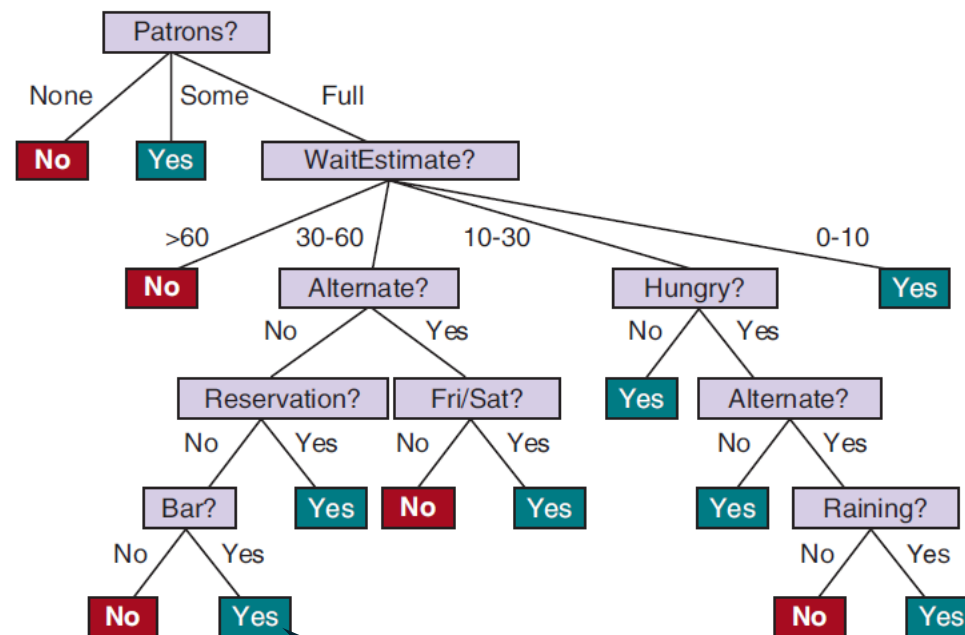 Patrons?
None Some Full
No Yes WaitEstimate?
>60 30-60 10-30 0-10
No Alternate? Hungry? Yes
No Yes No Yes
Reservation? Fri/Sat? Yes Alternate?
No Yes No Yes No Yes
Bar? Yes No Yes Yes Raining?
No Yes No Yes
No Yes No Yes